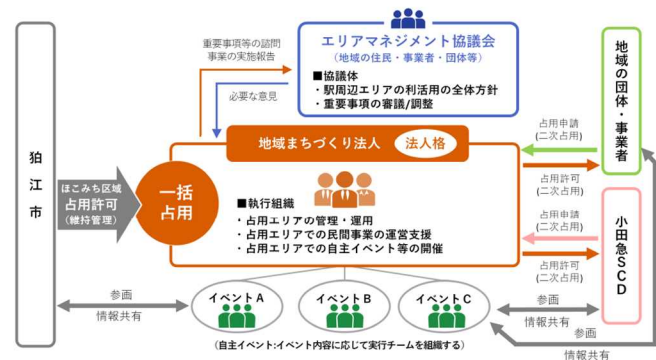 重要事項等の諮問
事業の実施報告
必要な意見
エリアマネジメント協議会
(地域の住民・事業者・団体等)
■協議体
・駅周辺エリアの利活用の全体方針
・重要事項の審議/調整
地域の団体・事業者
狛江市
ほこみち区域
占用許可
(維持管理)
一括
占用
地域まちづくり法人
法人格
■執行組織
・占用エリアの管理・運用
・占用エリアでの民間事業の運営支援
・占用エリアでの自主イベント等の開催
占用申請
(二次占用)
占用許可
(二次占用)
占用申請
(二次占用)
占用許可
(二次占用)
小田急SCD
参画
情報共有
イベントA
イベントB
イベントC
参画
情報共有
参画
情報共有
(自主イベント:イベント内容に応じて実行チームを組織する)